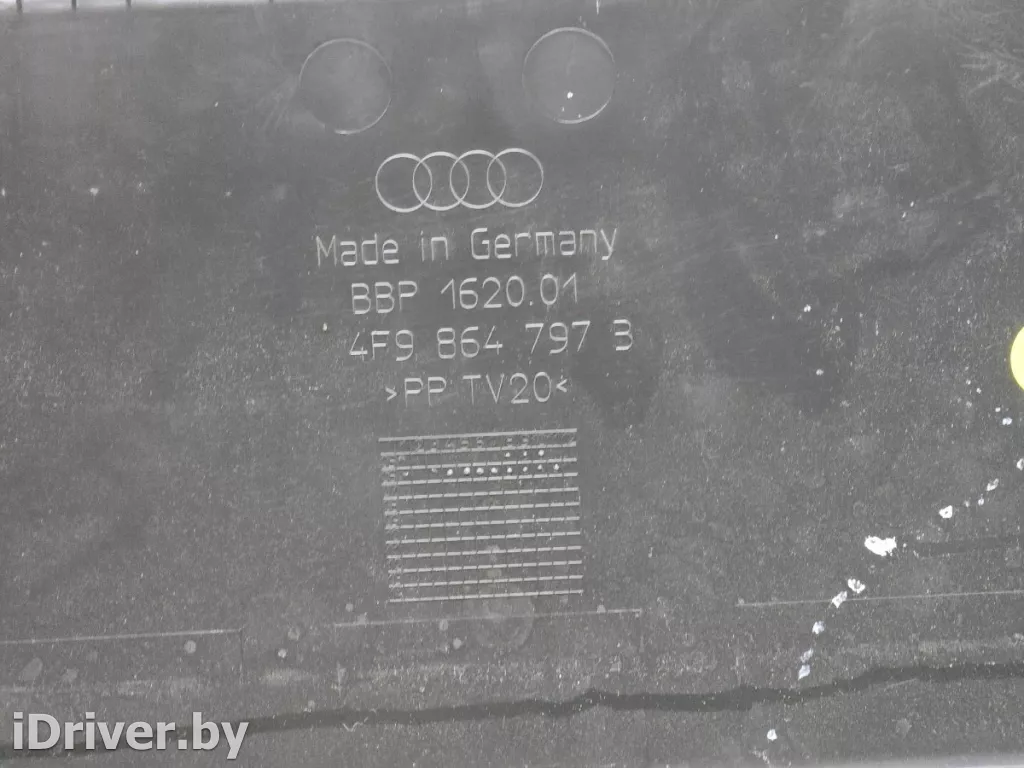 Made in Germany
BBP 1620.01
4F9 864 797 B
>PP TV20<
iDriver.by